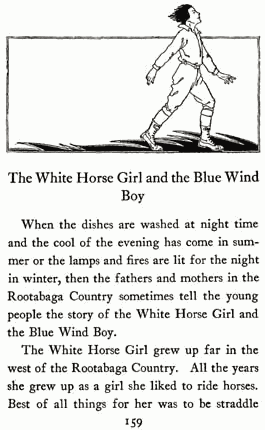 The White Horse Girl and the Blue Wind
Boy
When the dishes are washed at night time
and the cool of the evening has come in sum-
mer or the lamps and fires are lit for the night
in winter, then the fathers and mothers in the
Rootabaga Country sometimes tell the young
people the story of the White Horse Girl and
the Blue Wind Boy.
The White Horse Girl grew up far in the
west of the Rootabaga Country. All the years
she grew up as a girl she liked to ride horses.
Best of all things for her was to be straddle
159